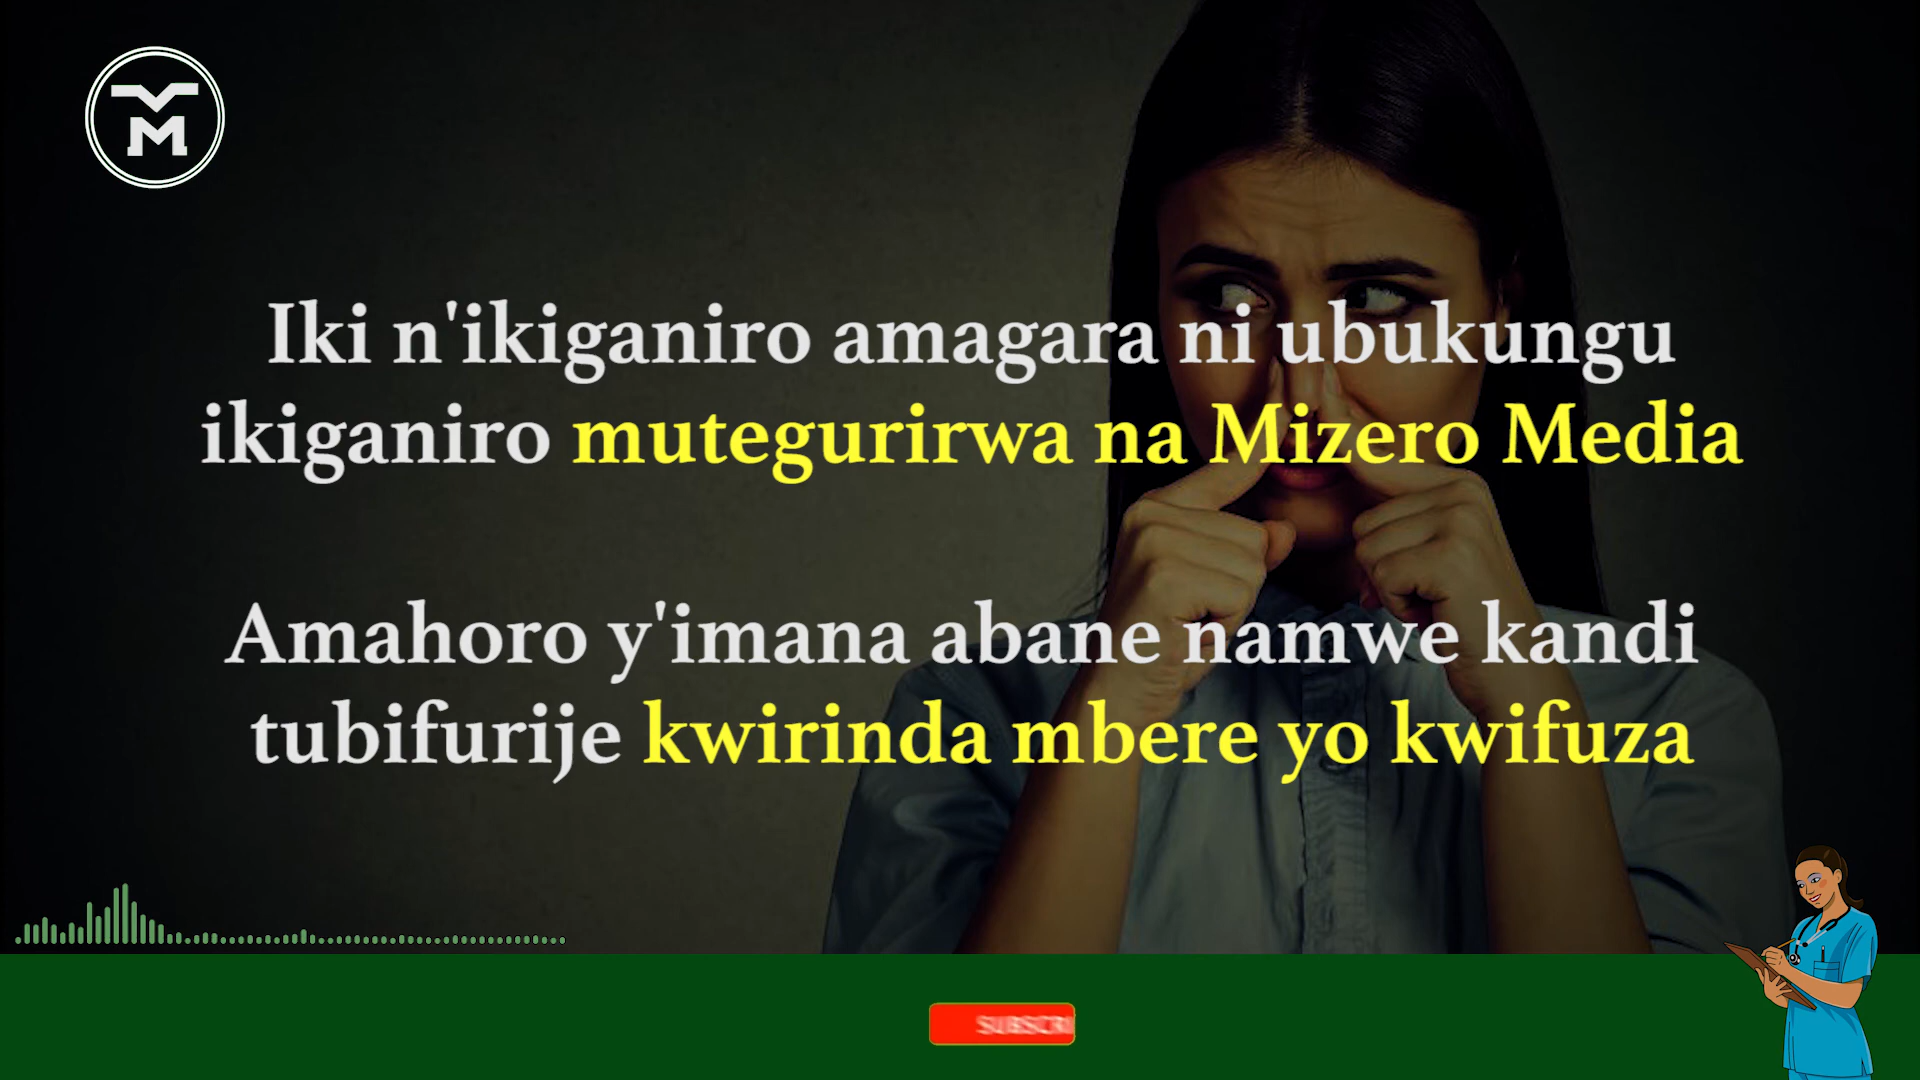 Iki n'ikiganiro amagara ni ubukungu
ikiganiro mutegurirwa na Mizero Media
Amahoro y'imana abane namwe kandi
tubifurije kwirinda mbere yo kwifuza